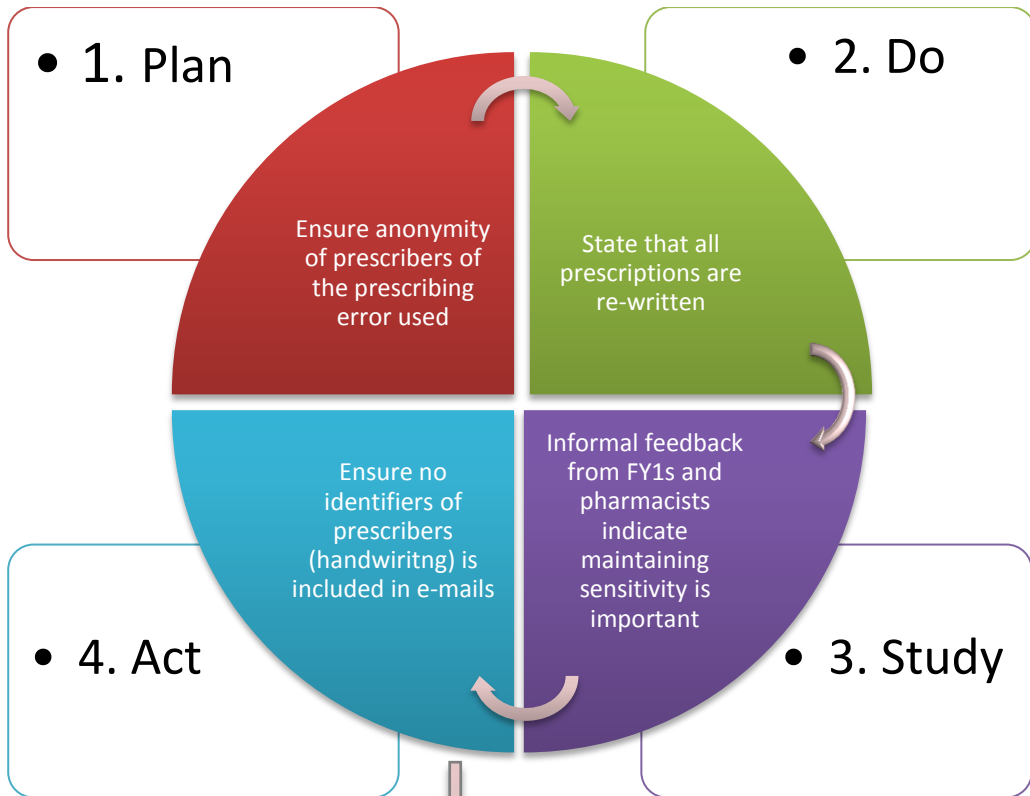 • 1. Plan
• 2. Do
Ensure anonymity
of prescribers of
the prescribing
error used
State that all
prescriptions are
re-written
Informal feedback
from FY1s and
pharmacists
indicate
maintaining
sensitivity is
important
Ensure no
identifiers of
prescribers
(handwiritng) is
included in e-mails
• 4. Act
• 3. Study